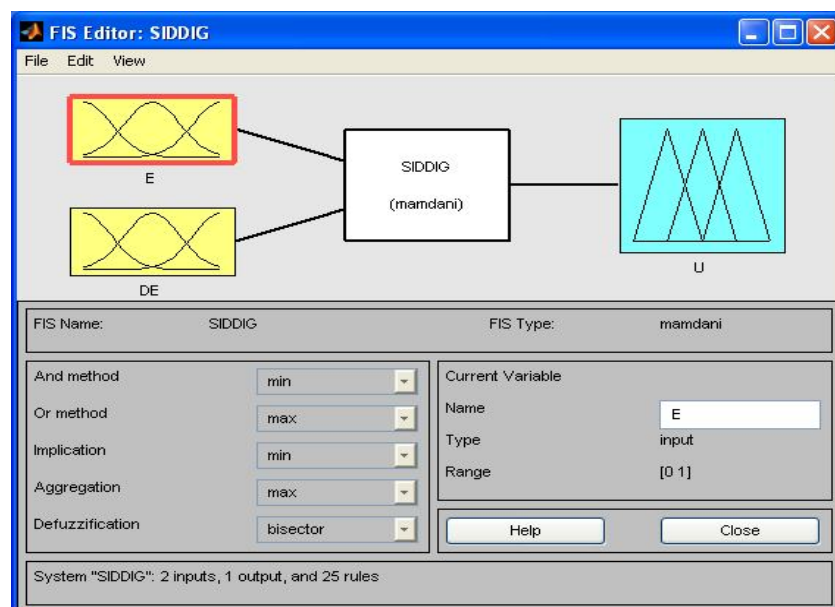 FIS Editor: SIDDIG
File Edit View
E
SIDDIG
(mamdani)
DE
U
FIS Name: SIDDIG FIS Type: mamdani
And method min
Or method max
Implication min
Aggregation max
Defuzzification bisector
Current Variable
Name E
Type input
Range [0 1]
Help Close
System "SIDDIG": 2 inputs, 1 output, and 25 rules